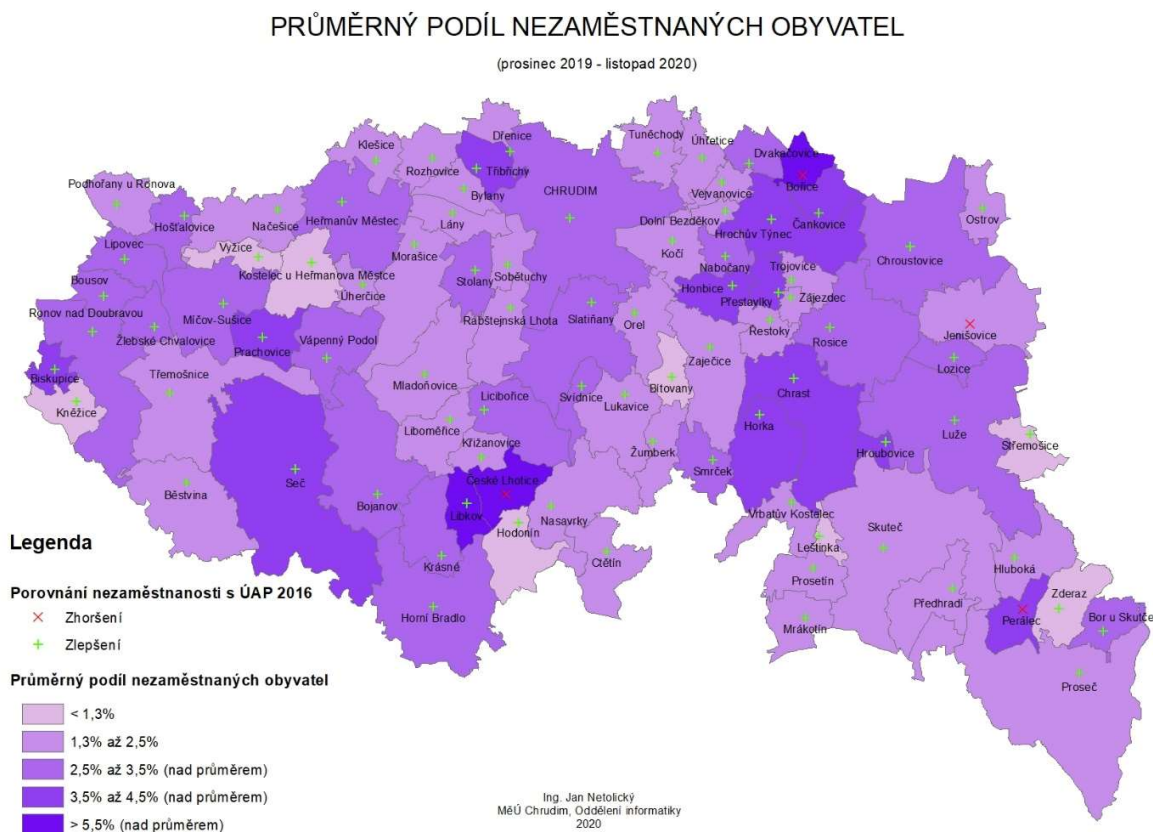 PRŮMĚRNÝ PODÍL NEZAMĚSTNANÝCH OBYVATEL
(prosinec 2019 - listopad 2020)
Dřenice
Tuněchody
Úhřetice
Klešice
Rozhovice
Třibřichy
Dvakačovice
Bořice
Podhořany u Ronova
Bylany
CHRUDIM
Vejvanovice
Hošťalovice
Načešice
Heřmanův Městec
Lány
Dolní Bezděkov
Hrochův Týnec
Čankovice
Ostrov
Lipovec
Vyžice
Morašice
Kočí
Nabočany
Chroustovice
Bousov
Kostelec u Heřmanova Městce
Stolany
Sobětuchy
Trojovice
Úherčice
Honbice
Přestavlky
Zájezdec
Ronov nad Doubravou
Míčov-Sušice
Rabštejnská Lhota
Slatiňany
Orel
Řestoky
Žlebské Chvalovice
Prachovice
Vápenný Podol
Rosice
Jenišovice
Biskupice
Třemošnice
Mladoňovice
Zaječice
Lozice
Kněžice
Bítovany
Chrast
Licibořice
Svídnice
Lukavice
Horka
Luže
Liboměřice
Střemošice
Křižanovice
Žumberk
Hroubovice
Běstvina
Seč
České Lhotice
Smrček
Bojanov
Libkov
Nasavrky
Vrbatův Kostelec
Hodonín
Skuteč
Leština
Krásné
Ctětín
Prosetín
Hluboká
Horní Bradlo
Předhradí
Zderaz
Mrákotín
Perálec
Bor u Skutče
Proseč
Legenda
Porovnání nezaměstnanosti s ÚAP 2016
Zhoršení
Zlepšení
Průměrný podíl nezaměstnaných obyvatel
< 1,3%
1,3% až 2,5%
2,5% až 3,5% (nad průměrem)
3,5% až 4,5% (nad průměrem)
> 5,5% (nad průměrem)
Ing. Jan Netolický
MěÚ Chrudim, Oddělení informatiky
2020